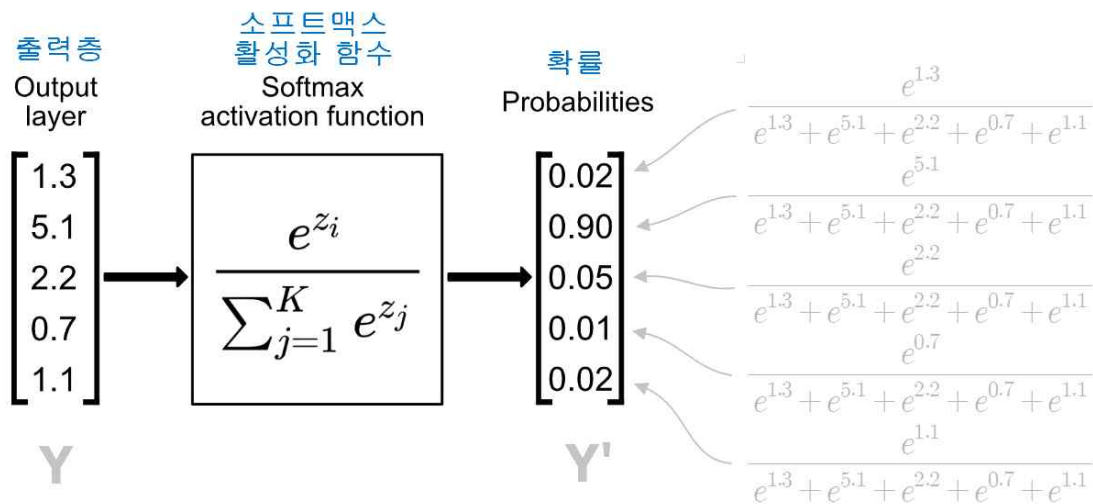 출력층
Output
layer
1.3
5.1
2.2
0.7
1.1
Y
소프트맥스
활성화 함수
Softmax
activation function
e^{z_i}
∑_{j=1}^{K} e^{z_j}
확률
Probabilities
0.02
0.90
0.05
0.01
0.02
Y'
e^{1.3}
e^{1.3} + e^{5.1} + e^{2.2} + e^{0.7} + e^{1.1}
e^{5.1}
e^{1.3} + e^{5.1} + e^{2.2} + e^{0.7} + e^{1.1}
e^{2.2}
e^{1.3} + e^{5.1} + e^{2.2} + e^{0.7} + e^{1.1}
e^{0.7}
e^{1.3} + e^{5.1} + e^{2.2} + e^{0.7} + e^{1.1}
e^{1.1}
e^{1.3} + e^{5.1} + e^{2.2} + e^{0.7} + e^{1.1}